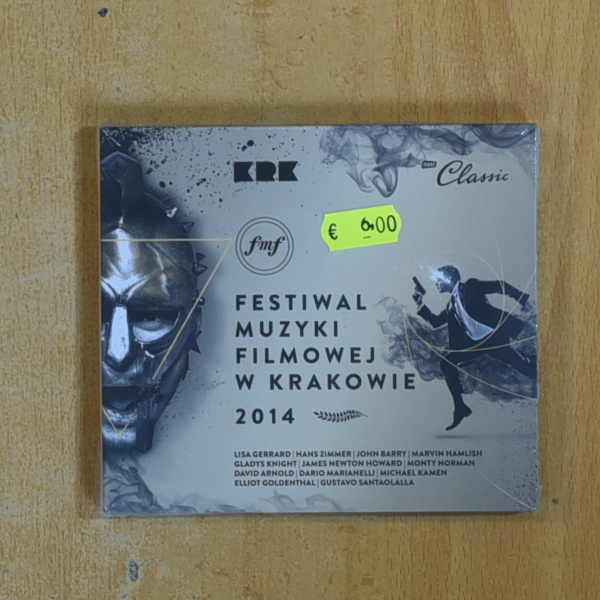 KRK
RMF Classic
€ 6,00
fmf
FESTIWAL
MUZYKI
FILMOWEJ
W KRAKOWIE
2014
LISA GERRARD | HANS ZIMMER | JOHN BARRY | MARVIN HAMLISH
GLADYS KNIGHT | JAMES NEWTON HOWARD | MONTY NORMAN
DAVID ARNOLD | DARIO MARIANELLI | MICHAEL KAMEN
ELLIOT GOLDENTHAL | GUSTAVO SANTAOLALLA